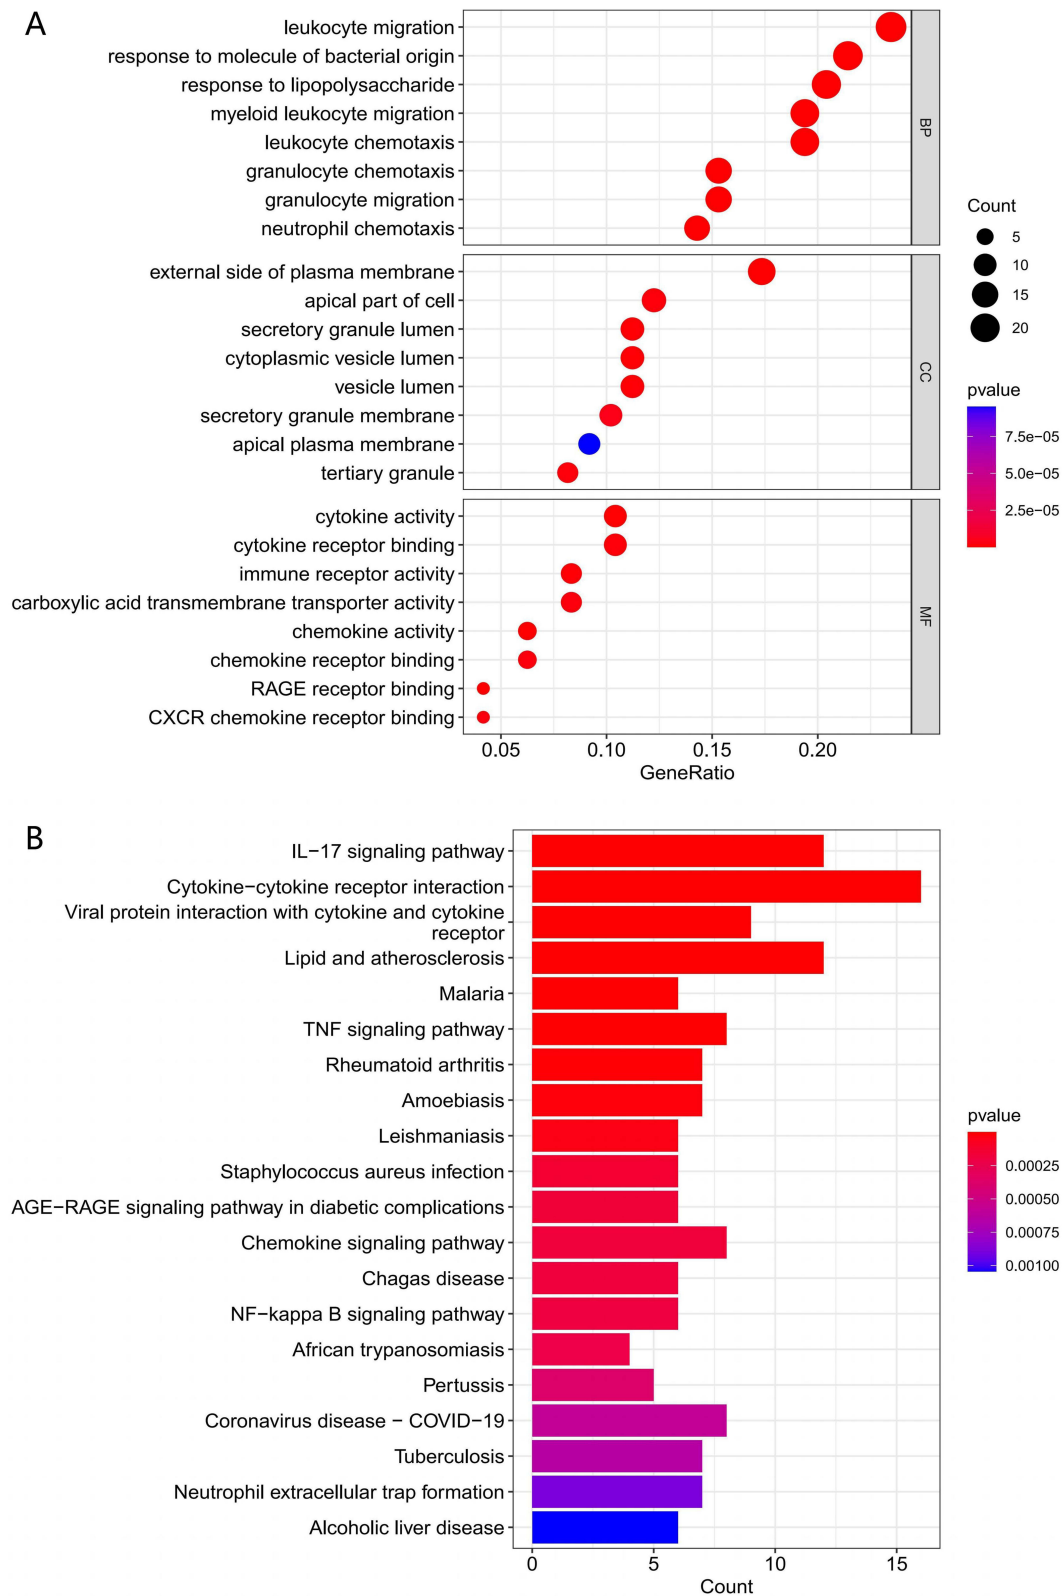 A
leukocyte migration
response to molecule of bacterial origin
response to lipopolysaccharide
myeloid leukocyte migration
leukocyte chemotaxis
granulocyte chemotaxis
granulocyte migration
neutrophil chemotaxis
BP
external side of plasma membrane
apical part of cell
secretory granule lumen
cytoplasmic vesicle lumen
vesicle lumen
secretory granule membrane
apical plasma membrane
tertiary granule
CC
cytokine activity
cytokine receptor binding
immune receptor activity
carboxylic acid transmembrane transporter activity
chemokine activity
chemokine receptor binding
RAGE receptor binding
CXCR chemokine receptor binding
MF
0.05 0.10 0.15 0.20
GeneRatio
Count
5
10
15
20
pvalue
7.5e−05
5.0e−05
2.5e−05
B
IL−17 signaling pathway
Cytokine−cytokine receptor interaction
Viral protein interaction with cytokine and cytokine
receptor
Lipid and atherosclerosis
Malaria
TNF signaling pathway
Rheumatoid arthritis
Amoebiasis
Leishmaniasis
Staphylococcus aureus infection
AGE−RAGE signaling pathway in diabetic complications
Chemokine signaling pathway
Chagas disease
NF−kappa B signaling pathway
African trypanosomiasis
Pertussis
Coronavirus disease − COVID−19
Tuberculosis
Neutrophil extracellular trap formation
Alcoholic liver disease
0 5 10 15
Count
pvalue
0.00025
0.00050
0.00075
0.00100